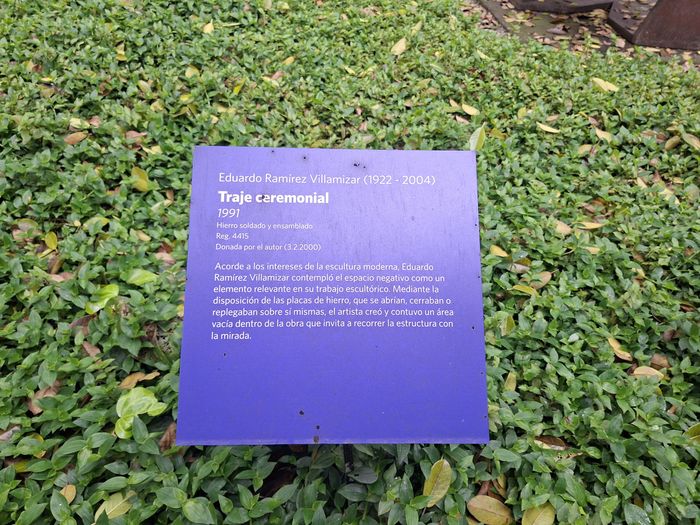 Eduardo Ramírez Villamizar (1922 - 2004)
Traje ceremonial
1991
Hierro soldado y ensamblado
Reg. 4415
Donada por el autor (3.2.2000)
Acorde a los intereses de la escultura moderna, Eduardo
Ramírez Villamizar contempló el espacio negativo como un
elemento relevante en su trabajo escultórico. Mediante la
disposición de las placas de hierro, que se abrían, cerraban o
replegaban sobre sí mismas, el artista creó y contuvo un área
vacía dentro de la obra que invita a recorrer la estructura con
la mirada.